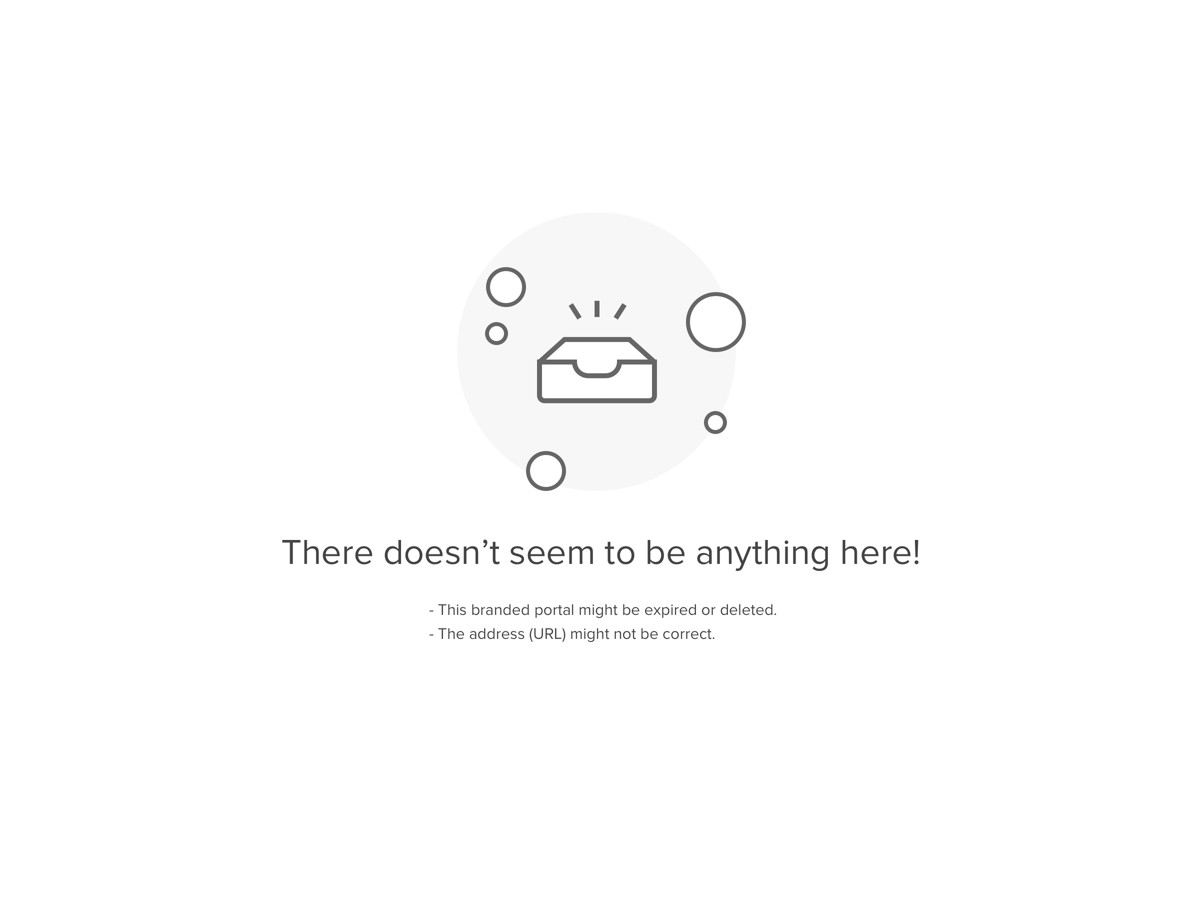 There doesn’t seem to be anything here!
- This branded portal might be expired or deleted.
- The address (URL) might not be correct.